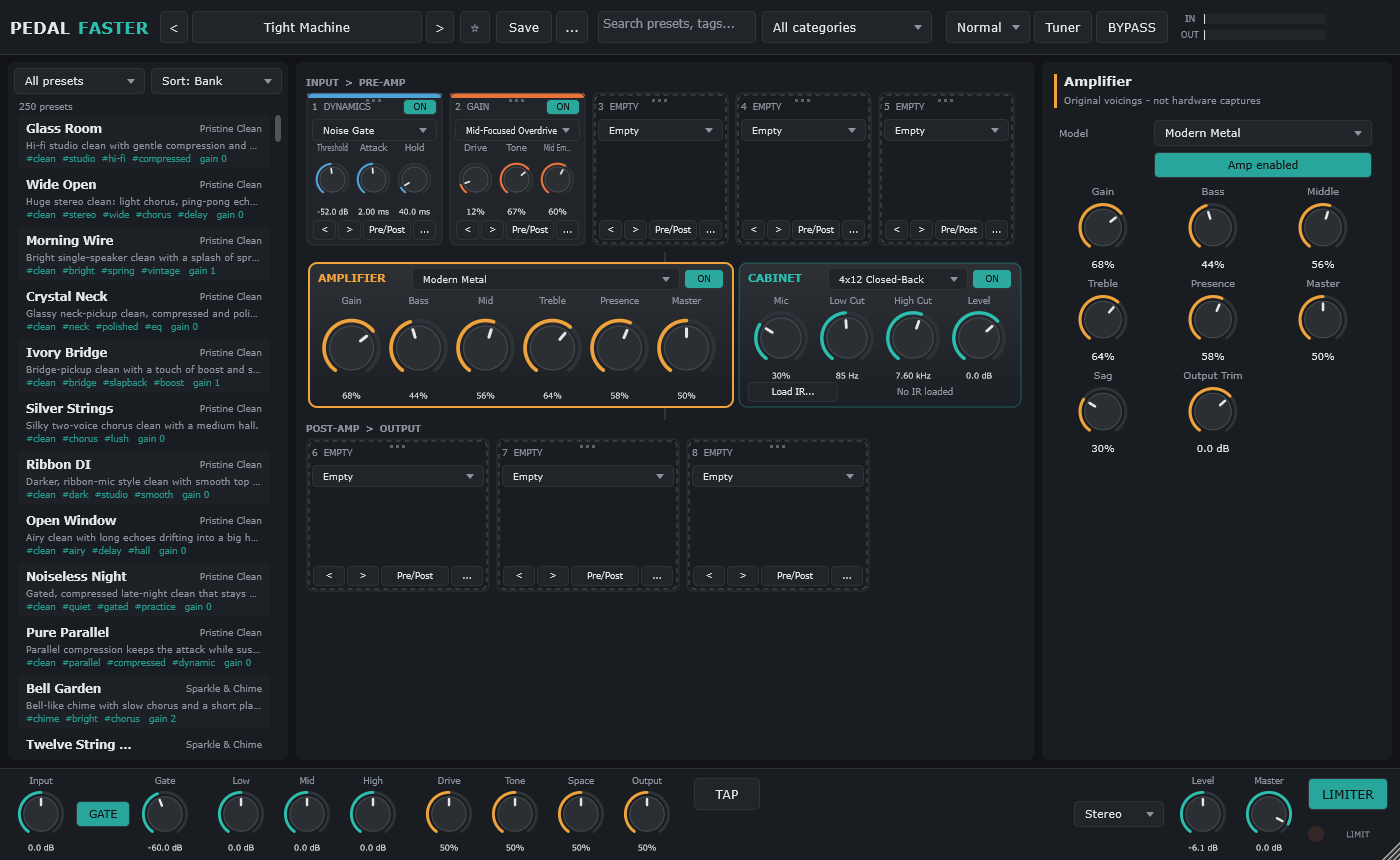 PEDAL FASTER
<
Tight Machine
>
☆
Save
...
Search presets, tags...
All categories
Normal
Tuner
BYPASS
IN
OUT
All presets
Sort: Bank
250 presets
Glass Room
Pristine Clean
Hi-fi studio clean with gentle compression and ...
#clean #studio #hi-fi #compressed gain 0
Wide Open
Pristine Clean
Huge stereo clean: light chorus, ping-pong ech...
#clean #stereo #wide #chorus #delay gain 0
Morning Wire
Pristine Clean
Bright single-speaker clean with a splash of spr...
#clean #bright #spring #vintage gain 1
Crystal Neck
Pristine Clean
Glassy neck-pickup clean, compressed and poli...
#clean #neck #polished #eq gain 0
Ivory Bridge
Pristine Clean
Bridge-pickup clean with a touch of boost and s...
#clean #bridge #slapback #boost gain 1
Silver Strings
Pristine Clean
Silky two-voice chorus clean with a medium hall.
#clean #chorus #lush gain 0
Ribbon DI
Pristine Clean
Darker, ribbon-mic style clean with smooth top ...
#clean #dark #studio #smooth gain 0
Open Window
Pristine Clean
Airy clean with long echoes drifting into a big h...
#clean #airy #delay #hall gain 0
Noiseless Night
Pristine Clean
Gated, compressed late-night clean that stays ...
#clean #quiet #gated #practice gain 0
Pure Parallel
Pristine Clean
Parallel compression keeps the attack while sus...
#clean #parallel #compressed #dynamic gain 0
Bell Garden
Sparkle & Chime
Bell-like chime with slow chorus and a short pla...
#chime #bright #chorus gain 2
Twelve String ...
Sparkle & Chime
INPUT > PRE-AMP
1 DYNAMICS
ON
Noise Gate
Threshold Attack Hold
-52.0 dB 2.00 ms 40.0 ms
< > Pre/Post ...
2 GAIN
ON
Mid-Focused Overdrive
Drive Tone Mid Em...
12% 67% 60%
< > Pre/Post ...
3 EMPTY
Empty
< > Pre/Post ...
4 EMPTY
Empty
< > Pre/Post ...
5 EMPTY
Empty
< > Pre/Post ...
AMPLIFIER
Modern Metal
ON
Gain Bass Mid Treble Presence Master
68% 44% 56% 64% 58% 50%
CABINET
4x12 Closed-Back
ON
Mic Low Cut High Cut Level
30% 85 Hz 7.60 kHz 0.0 dB
Load IR...
No IR loaded
POST-AMP > OUTPUT
6 EMPTY
Empty
< > Pre/Post ...
7 EMPTY
Empty
< > Pre/Post ...
8 EMPTY
Empty
< > Pre/Post ...
Amplifier
Original voicings - not hardware captures
Model
Modern Metal
Amp enabled
Gain Bass Middle
68% 44% 56%
Treble Presence Master
64% 58% 50%
Sag Output Trim
30% 0.0 dB
Input
0.0 dB
GATE
Gate Low Mid High Drive Tone Space Output
-60.0 dB 0.0 dB 0.0 dB 0.0 dB 50% 50% 50% 50%
TAP
Stereo
Level Master
-6.1 dB 0.0 dB
LIMITER
LIMIT